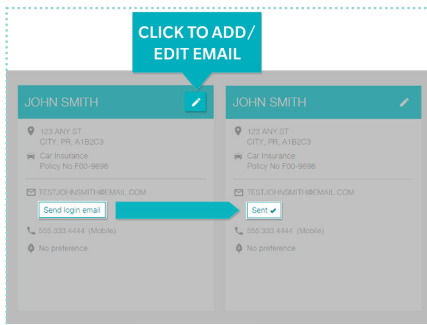 CLICK TO ADD/
EDIT EMAIL
JOHN SMITH
123 ANY ST
CITY, PR, A1B2C3
Car Insurance
Policy No F00-9696
TESTJOHNSMITH@EMAIL.COM
Send login email
555.333.4444 (Mobile)
No preference
JOHN SMITH
123 ANY ST
CITY, PR, A1B2C3
Car Insurance
Policy No F00-9696
TESTJOHNSMITH@EMAIL.COM
Sent ✔
555.333.4444 (Mobile)
No preference